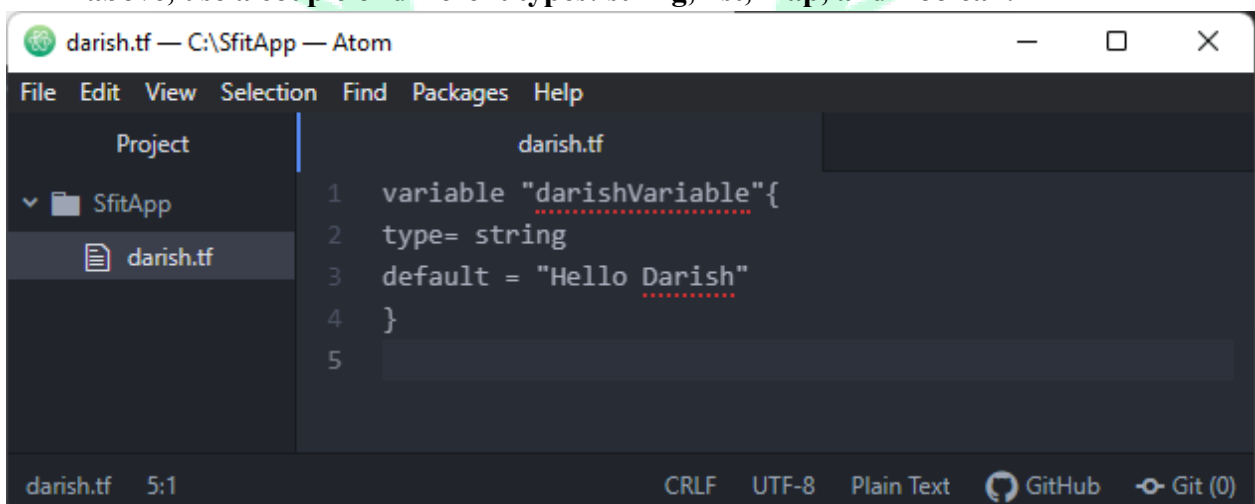 darish.tf — C:\SfitApp — Atom
File Edit View Selection Find Packages Help
Project
darish.tf
SfitApp
darish.tf
1 variable "darishVariable"{
2 type= string
3 default = "Hello Darish"
4 }
5
darish.tf 5:1 CRLF UTF-8 Plain Text GitHub Git (0)